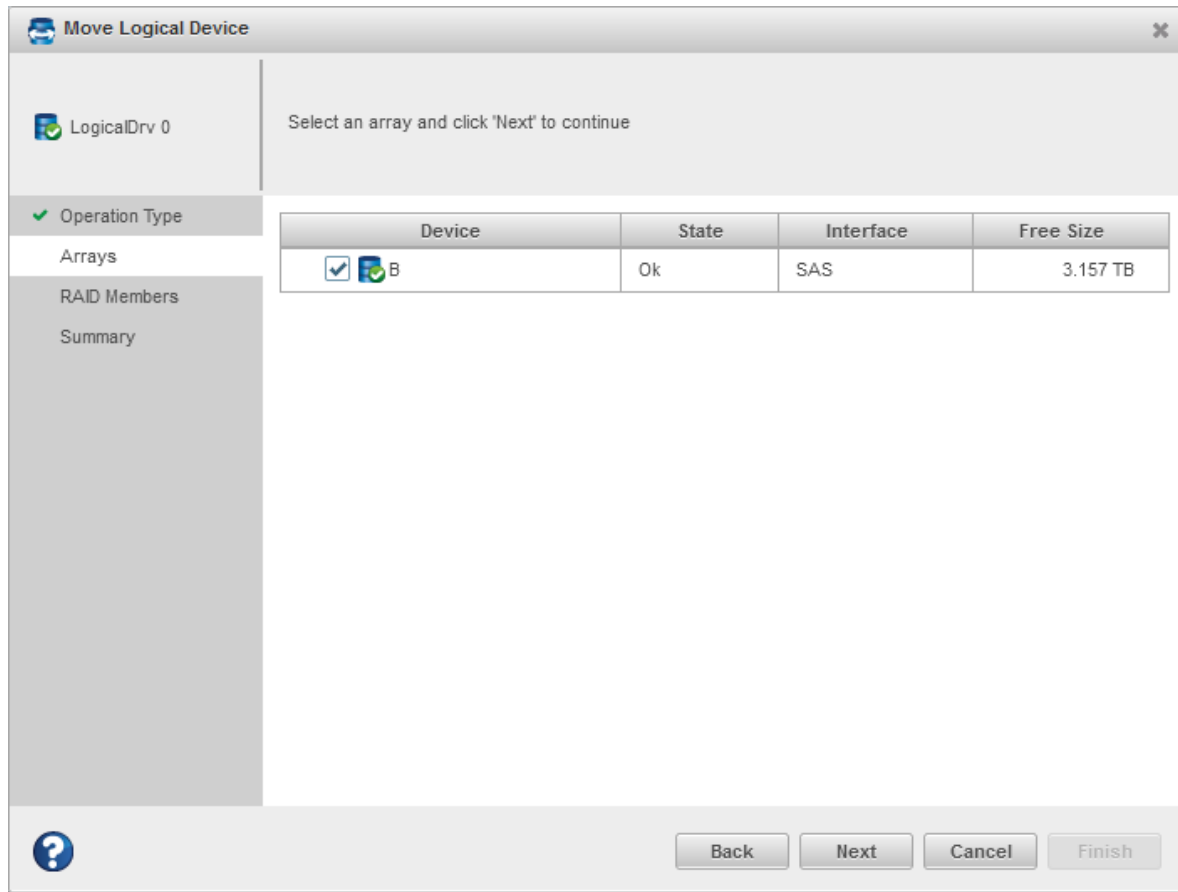 Move Logical Device
LogicalDrv 0
Select an array and click 'Next' to continue
Operation Type
Arrays
RAID Members
Summary
Device State Interface Free Size
B Ok SAS 3.157 TB
? Back Next Cancel Finish